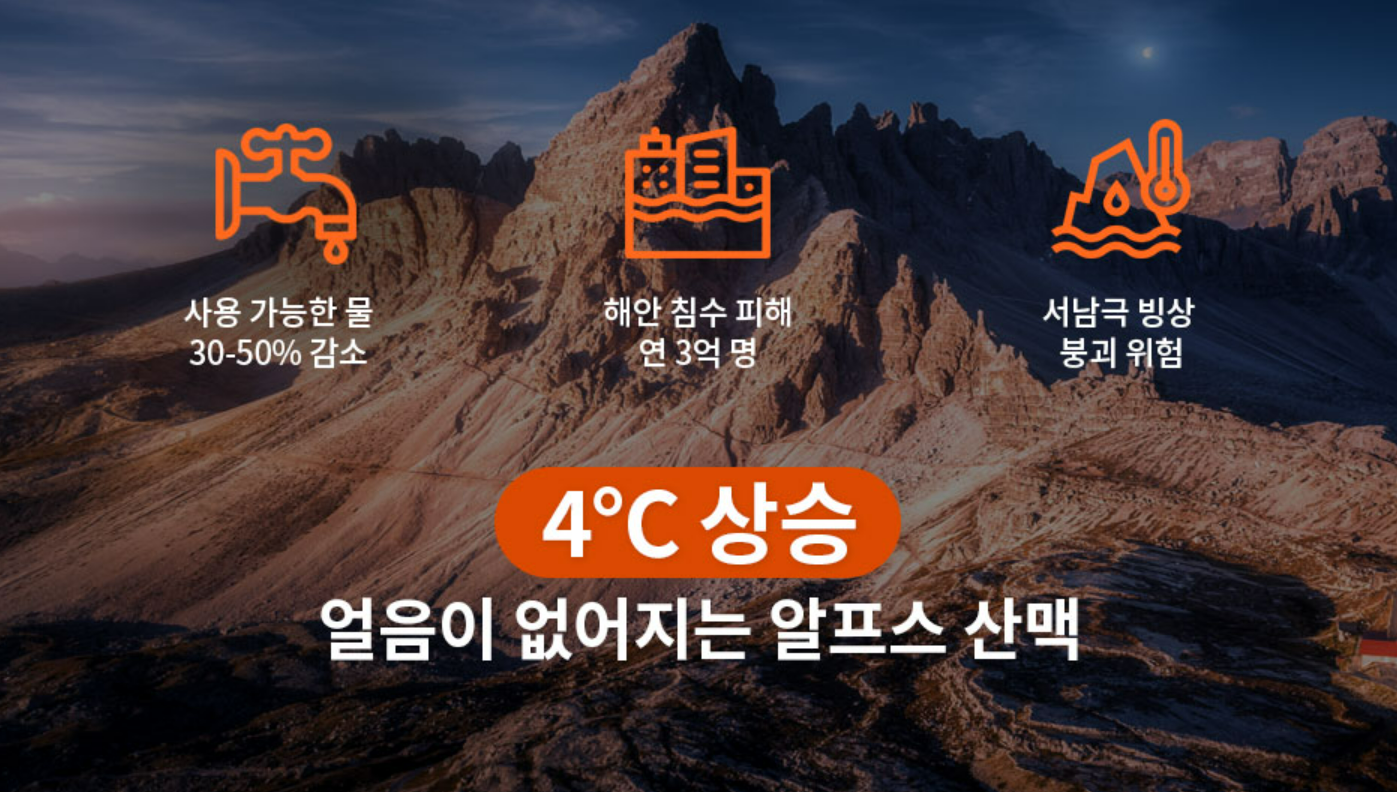 사용 가능한 물
30-50% 감소
해안 침수 피해
연 3억 명
서남극 빙상
붕괴 위험
4℃ 상승
얼음이 없어지는 알프스 산맥